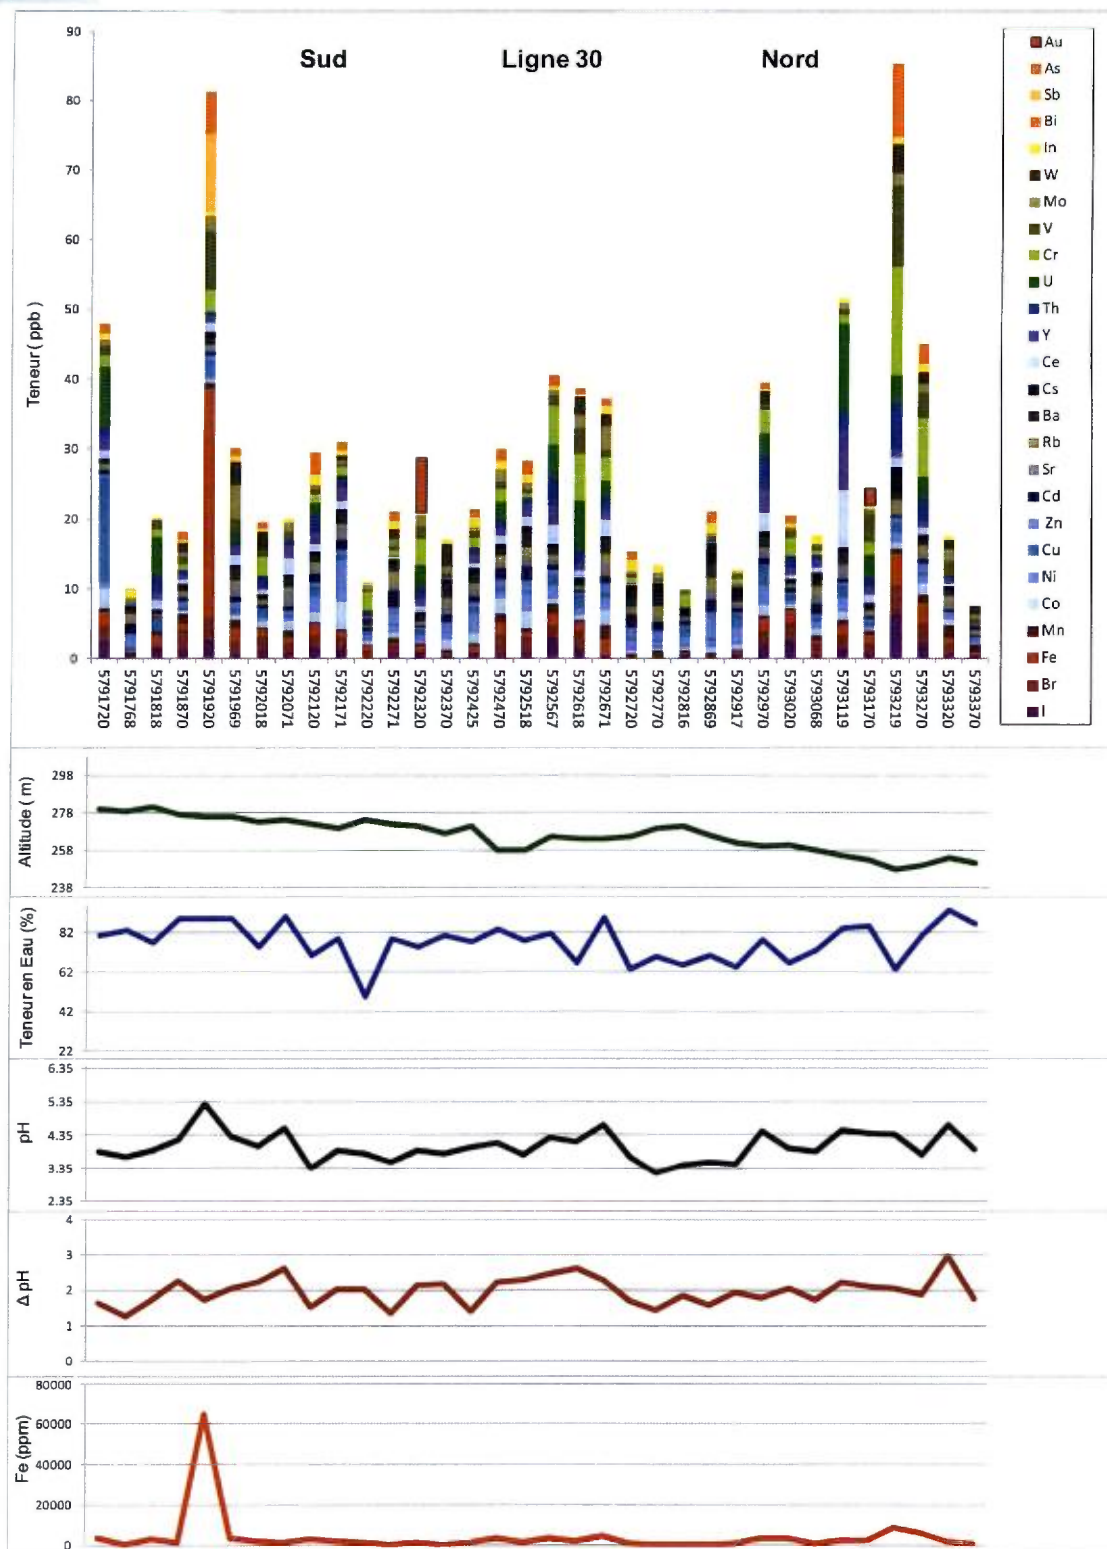 Sud Ligne 30 Nord
Teneur ( ppb )
90
80
70
60
50
40
30
20
10
0
5791720
5791768
5791818
5791870
5791920
5791969
5792018
5792071
5792120
5792171
5792220
5792271
5792320
5792370
5792425
5792470
5792518
5792567
5792618
5792671
5792720
5792770
5792816
5792869
5792917
5792970
5793020
5793068
5793119
5793170
5793219
5793270
5793320
5793370
Au
As
Sb
Bi
In
W
Mo
V
Cr
U
Th
Y
Ce
Cs
Ba
Rb
Sr
Cd
Zn
Cu
Ni
Co
Mn
Fe
Br
I
Altitude ( m)
298
278
258
238
Teneur en Eau (%)
82
62
42
22
pH
6.35
5.35
4.35
3.35
2.35
Δ pH
4
3
2
1
0
Fe (ppm)
80000
60000
40000
20000
0